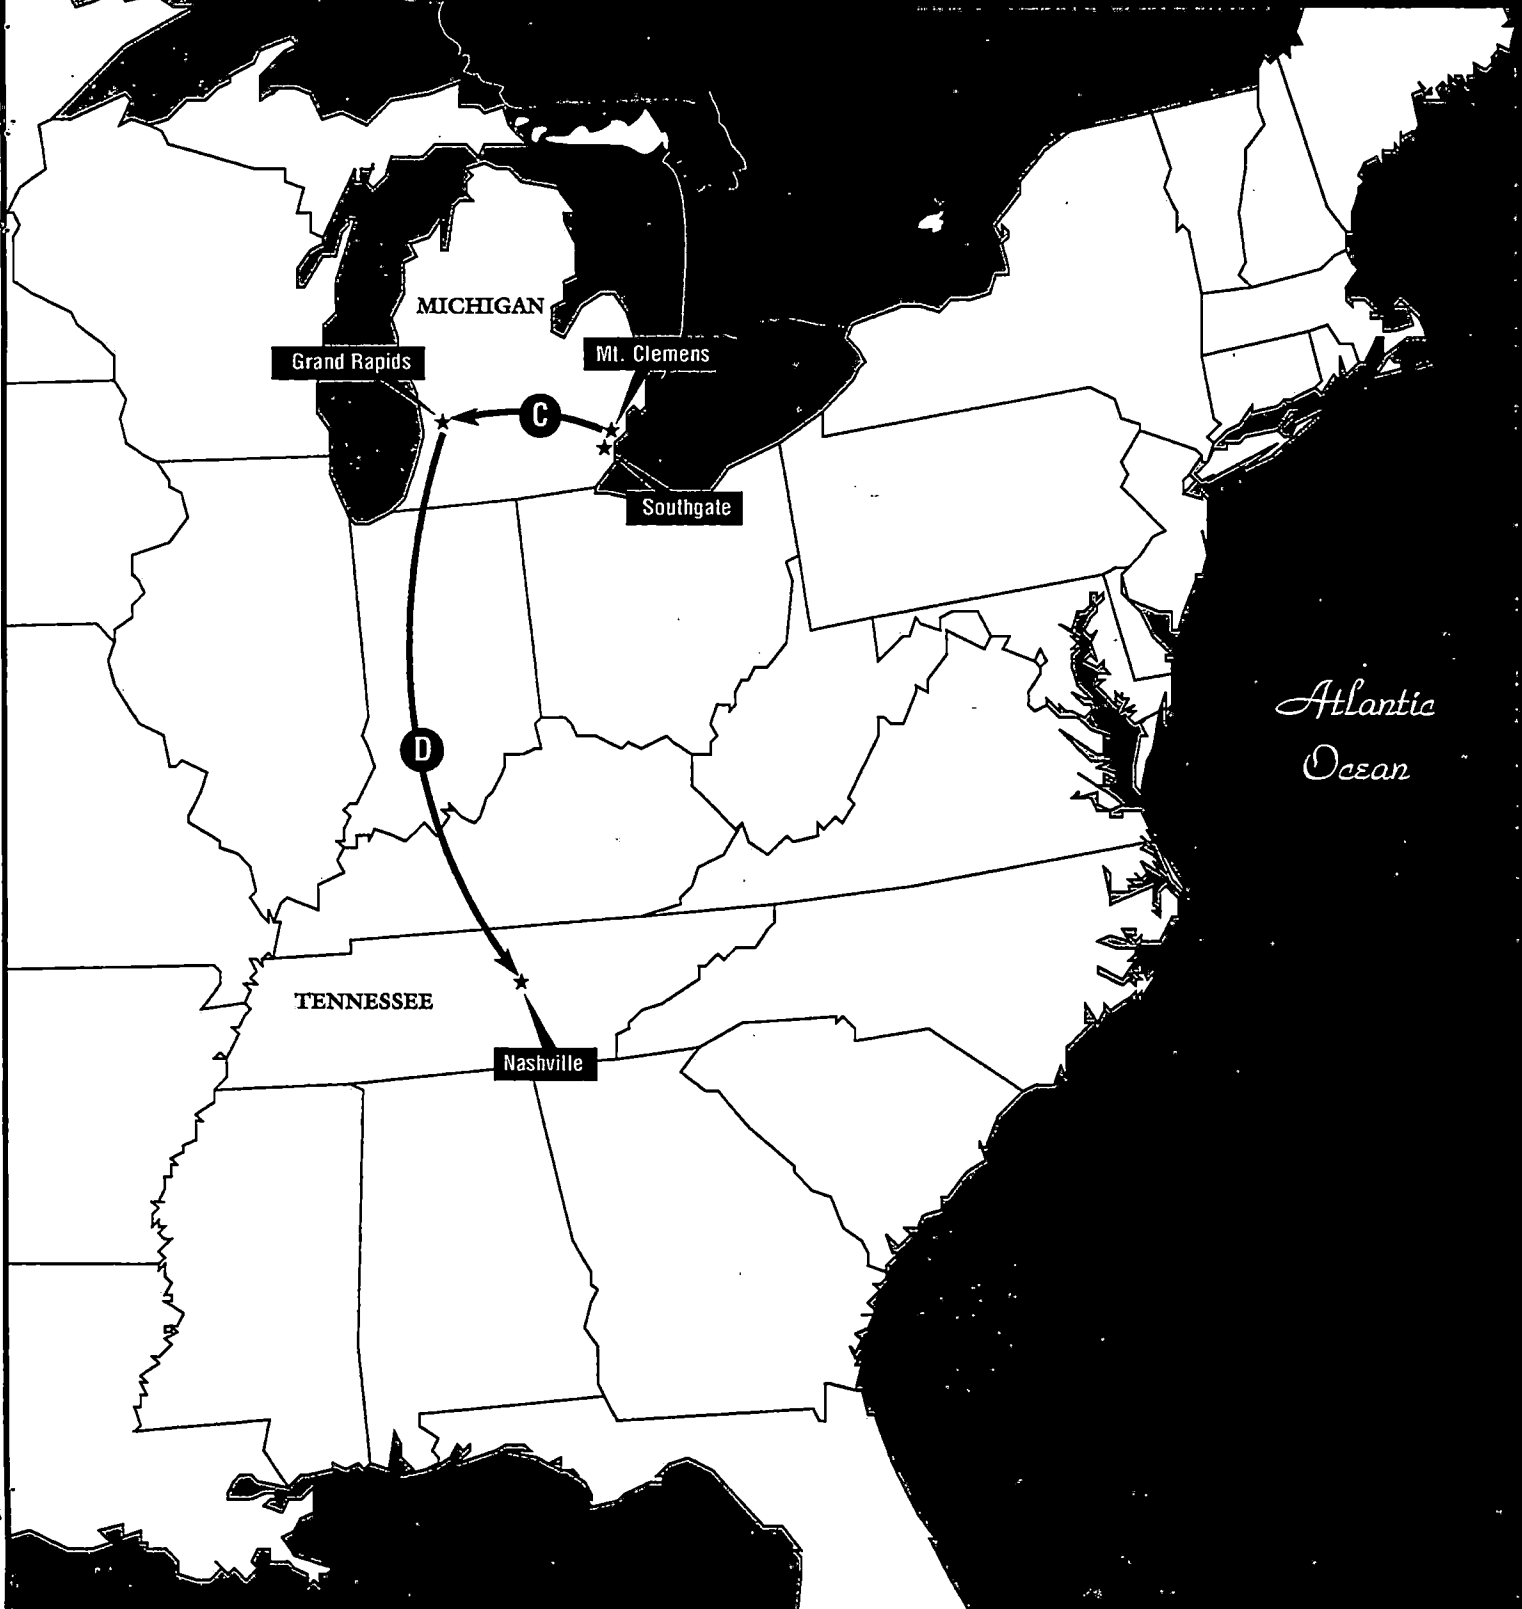 MICHIGAN
Grand Rapids
Mt. Clemens
C
Southgate
Atlantic
Ocean
D
TENNESSEE
Nashville